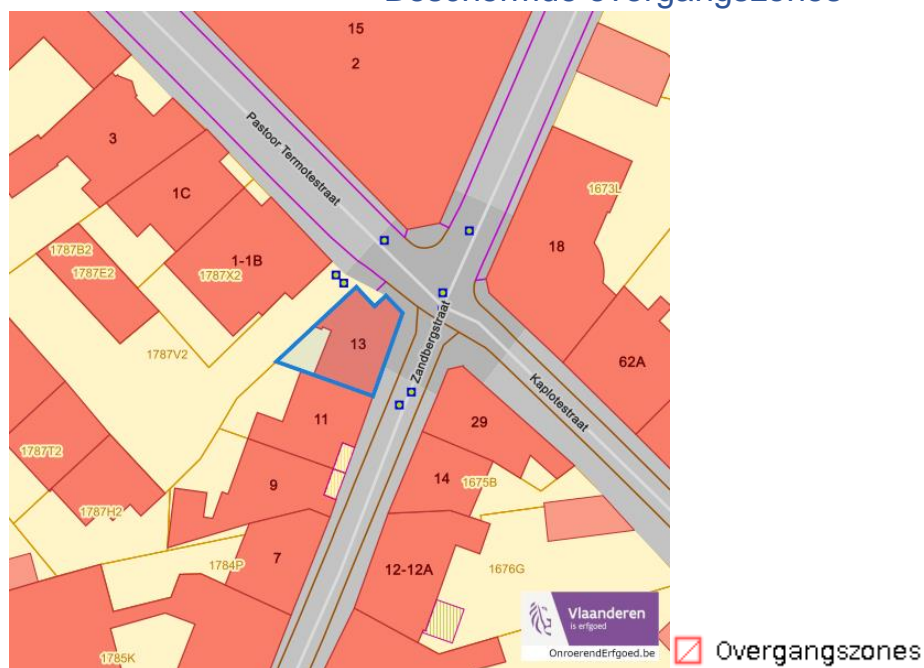 Beschermde overgangszones
15
2
Pastoor Termotestraat
3
1C
1673L
1787B2
1787E2
1-1B
1787X2
18
1787V2
13
Zandbergstraat
62A
Kaplotestraat
11
29
1787T2
9
14
1675B
1787H2
7
1784P
12-12A
1676G
Vlaanderen
is erfgoed
OnroerendErfgoed.be
Overgangszones
1785K